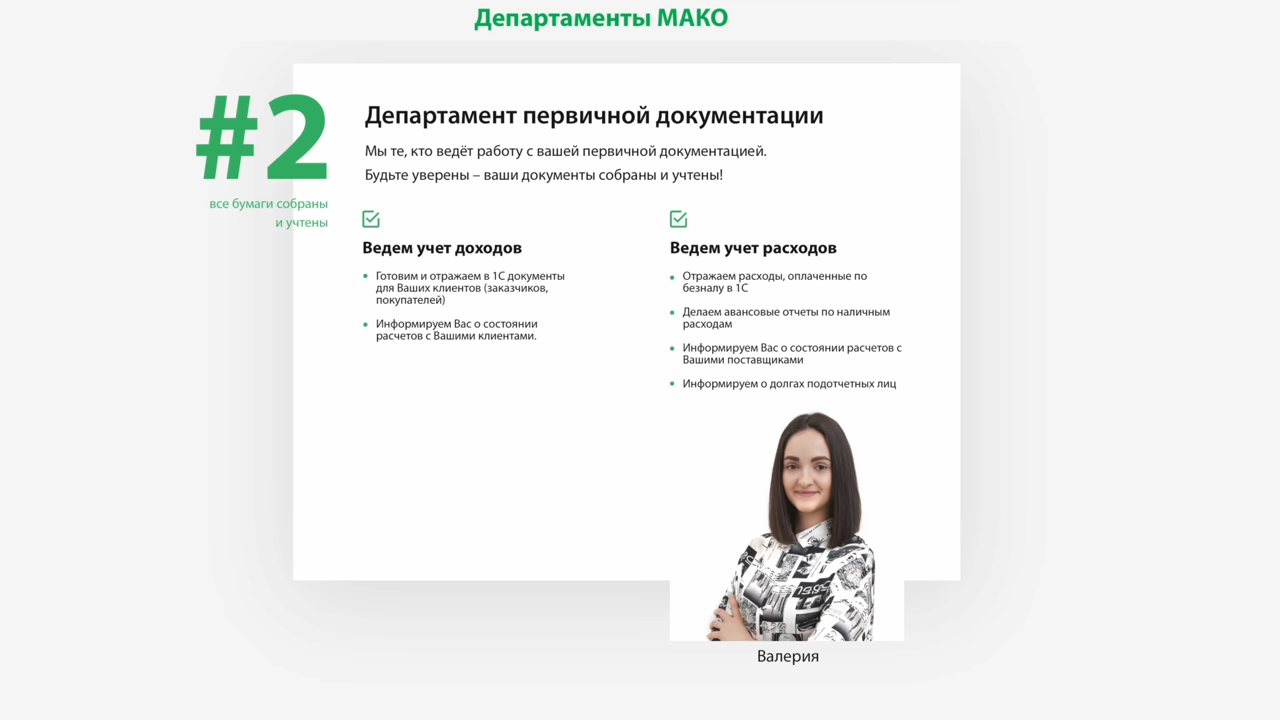 Департаменты МАКО
#2
все бумаги собраны
и учтены
Департамент первичной документации
Мы те, кто ведёт работу с вашей первичной документацией.
Будьте уверены – ваши документы собраны и учтены!
Ведем учет доходов
Готовим и отражаем в 1С документы
для Ваших клиентов (заказчиков,
покупателей)
Информируем Вас о состоянии
расчетов с Вашими клиентами.
Ведем учет расходов
Отражаем расходы, оплаченные по
безналу в 1С
Делаем авансовые отчеты по наличным
расходам
Информируем Вас о состоянии расчетов с
Вашими поставщиками
Информируем о долгах подотчетных лиц
Валерия